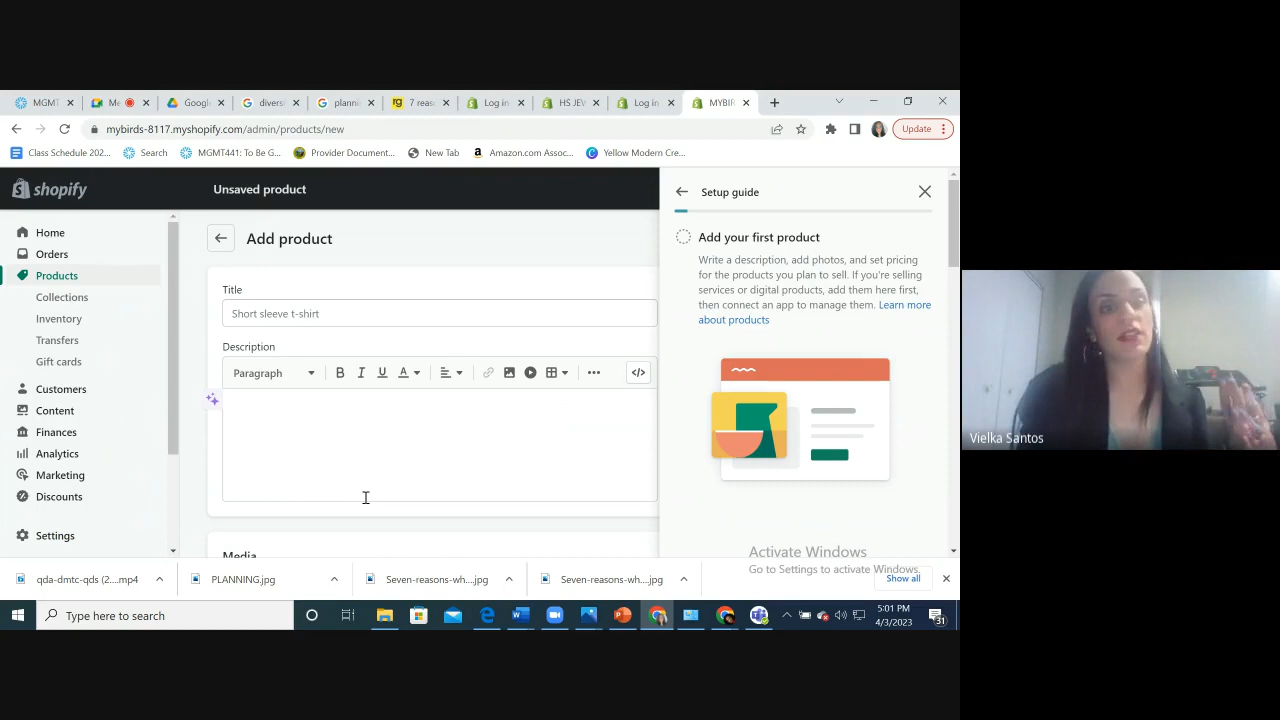 MGMT
Me
Google
diversi
plannin
7 reas
Log in
HS JEW
Log in
MYBIR
mybirds-8117.myshopify.com/admin/products/new
Update
Class Schedule 202...
Search
MGMT441: To Be G...
Provider Document...
New Tab
Amazon.com Assoc...
Yellow Modern Cre...
shopify
Unsaved product
Setup guide
Home
Orders
Products
Collections
Inventory
Transfers
Gift cards
Customers
Content
Finances
Analytics
Marketing
Discounts
Settings
Add product
Title
Short sleeve t-shirt
Description
Paragraph
B I U A
</>
Media
Add your first product
Write a description, add photos, and set pricing
for the products you plan to sell. If you're selling
services or digital products, add them here first,
then connect an app to manage them. Learn more
about products
Vielka Santos
Activate Windows
Go to Settings to activate Windows.
qda-dmtc-qds (2....mp4
PLANNING.jpg
Seven-reasons-wh....jpg
Seven-reasons-wh....jpg
Show all
Type here to search
5:01 PM
4/3/2023
31